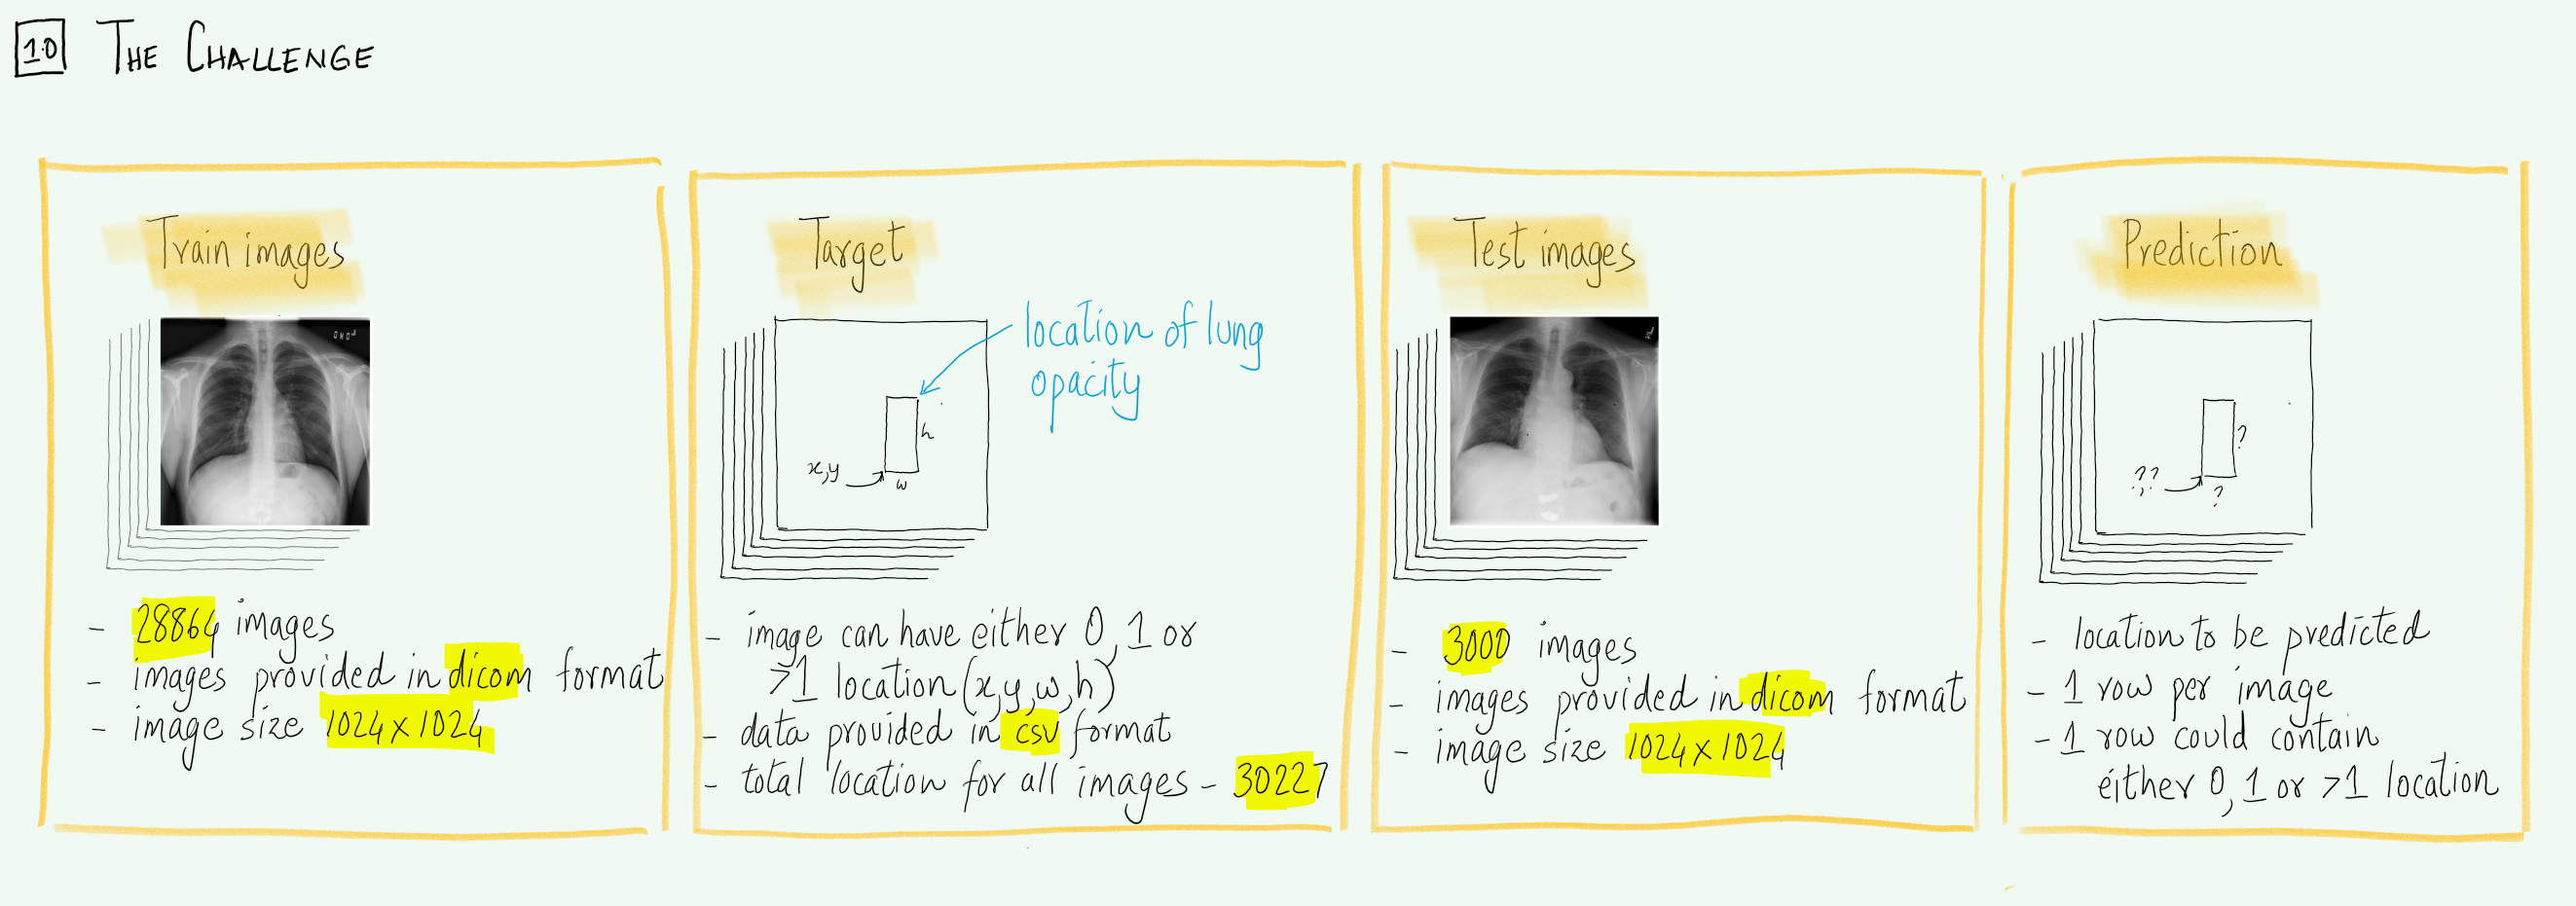 1.0 THE CHALLENGE
Train images
- 28864 images
- images provided in dicom format
- image size 1024 x 1024
Target
location of lung
opacity
h
x,y
w
- image can have either 0, 1 or
>1 location (x,y,w,h)
- data provided in csv format
- total location for all images - 30227
Test images
- 3000 images
- images provided in dicom format
- image size 1024 x 1024
Prediction
?
?,?
?
- location to be predicted
- 1 row per image
- 1 row could contain
either 0, 1 or >1 location